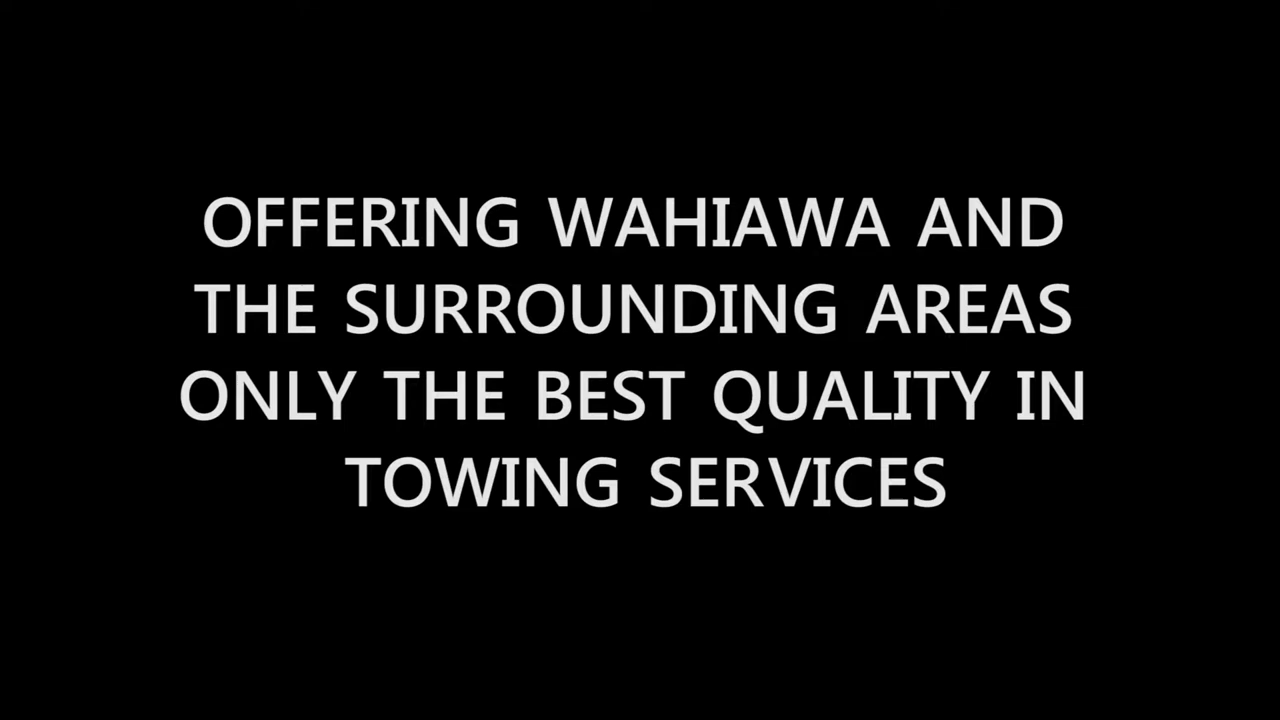 OFFERING WAHIAWA AND
THE SURROUNDING AREAS
ONLY THE BEST QUALITY IN
TOWING SERVICES